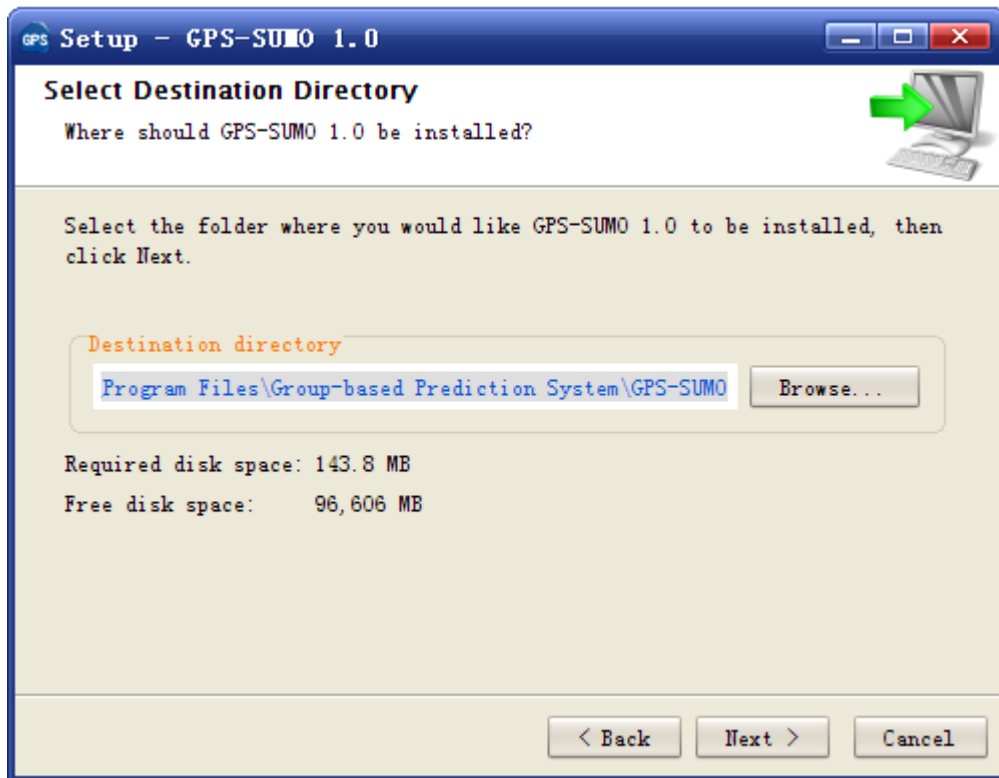 GPS Setup - GPS-SUMO 1.0
Select Destination Directory
Where should GPS-SUMO 1.0 be installed?
Select the folder where you would like GPS-SUMO 1.0 to be installed, then
click Next.
Destination directory
Program Files\Group-based Prediction System\GPS-SUMO
Browse...
Required disk space: 143.8 MB
Free disk space: 96,606 MB
< Back Next > Cancel